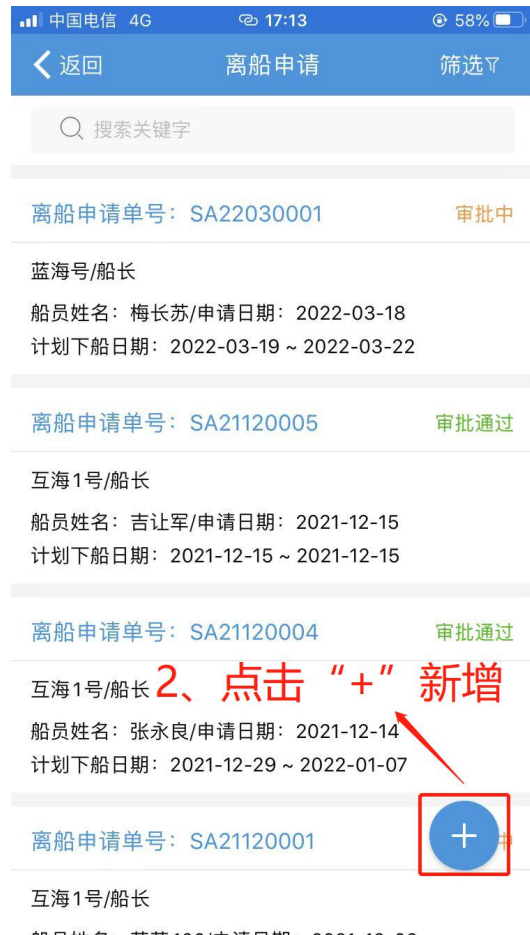 中国电信 4G 17:13 58%
返回 离船申请 筛选
搜索关键字
离船申请单号：SA22030001 审批中
蓝海号/船长
船员姓名：梅长苏/申请日期：2022-03-18
计划下船日期：2022-03-19 ~ 2022-03-22
离船申请单号：SA21120005 审批通过
互海1号/船长
船员姓名：吉让军/申请日期：2021-12-15
计划下船日期：2021-12-15 ~ 2021-12-15
离船申请单号：SA21120004 审批通过
互海1号/船长
2、点击“+”新增
船员姓名：张永良/申请日期：2021-12-14
计划下船日期：2021-12-29 ~ 2022-01-07
离船申请单号：SA21120001 中
+
互海1号/船长